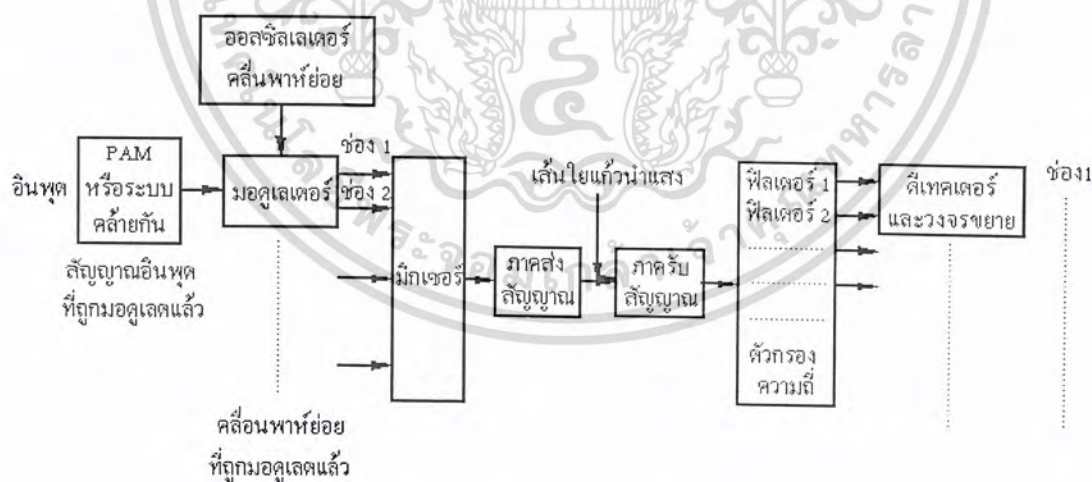 ออสซิลเลเตอร์
คลื่นพาห์ย่อย
อินพุต
PAM
หรือระบบ
คล้ายกัน
มอดูเลเตอร์
ช่อง 1
ช่อง 2
สัญญาณอินพุต
ที่ถูกมอดูเลตแล้ว
มิกเซอร์
ภาคส่ง
สัญญาณ
เส้นใยแก้วนำแสง
ภาครับ
สัญญาณ
ฟิลเตอร์ 1
ฟิลเตอร์ 2
ตัวกรอง
ความถี่
ดีเทคเตอร์
และวงจรขยาย
ช่อง1
คลื่อนพาห์ย่อย
ที่ถูกมอดูเลตแล้ว